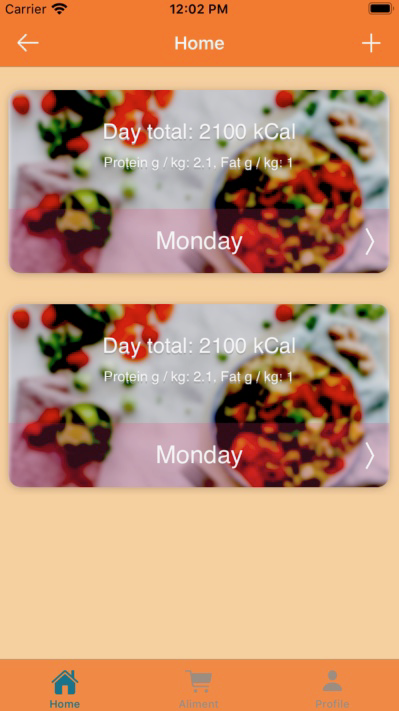 Carrier 12:02 PM
Home
Day total: 2100 kCal
Protein g / kg: 2.1, Fat g / kg: 1
Monday
Day total: 2100 kCal
Protein g / kg: 2.1, Fat g / kg: 1
Monday
Home Aliment Profile